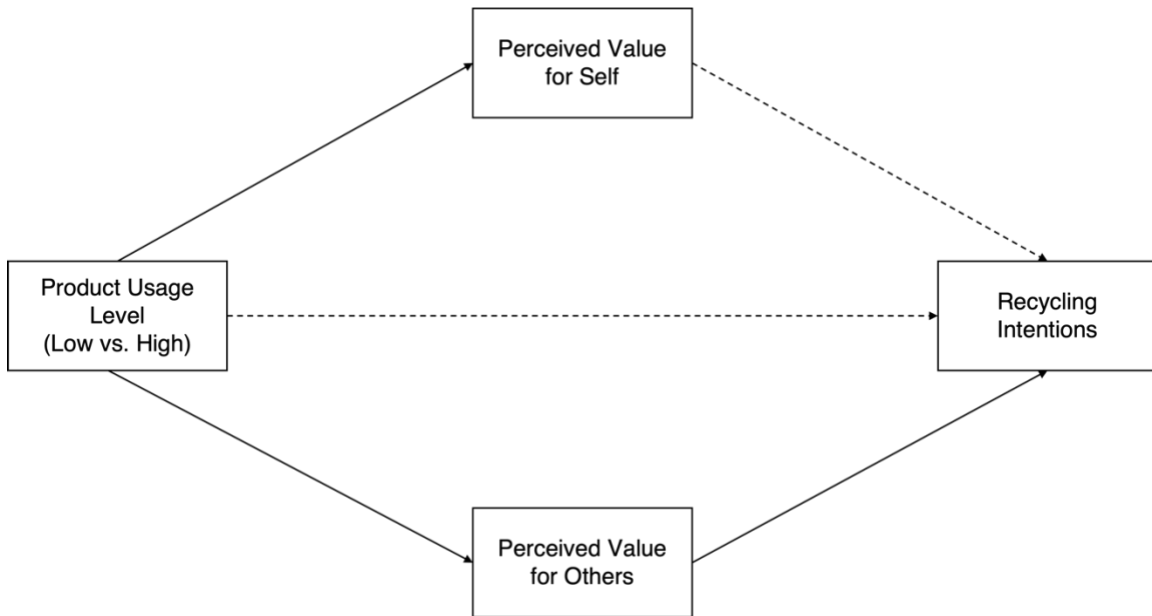 Perceived Value
for Self
Product Usage
Level
(Low vs. High)
Recycling
Intentions
Perceived Value
for Others